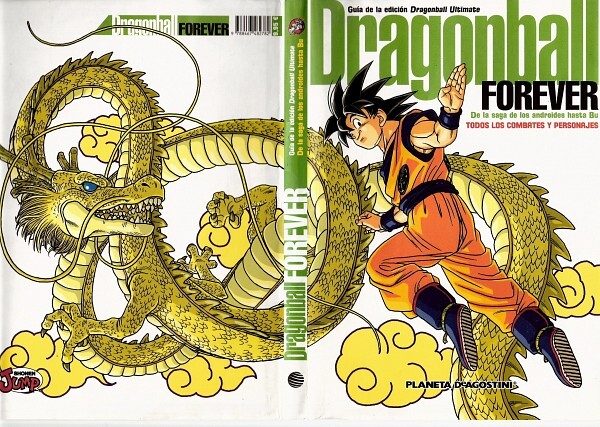 Dragonball
FOREVER
9,95 €
Guía de la edición Dragonball Ultimate
De la saga de los androides hasta Bu
Dragonball FOREVER
Guía de la edición Dragonball Ultimate
Dragonball
FOREVER
De la saga de los androides hasta Bu
TODOS LOS COMBATES Y PERSONAJES
SHONEN
JUMP
PLANETA DEAGOSTINI